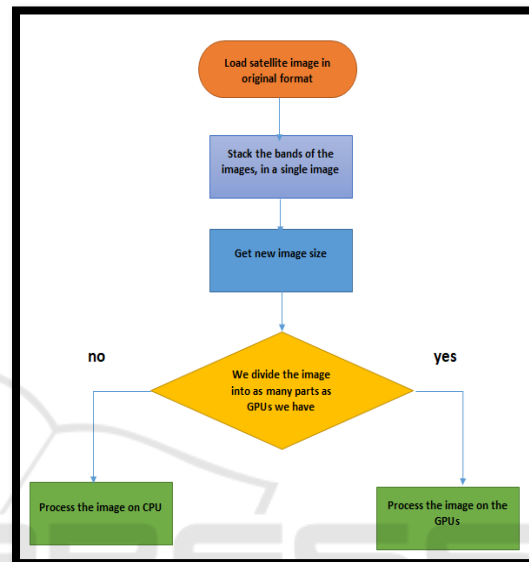 Load satellite image in
original format
Stack the bands of the
images, in a single image
Get new image size
no
yes
We divide the image
into as many parts as
GPUs we have
Process the image on CPU
Process the image on the
GPUs